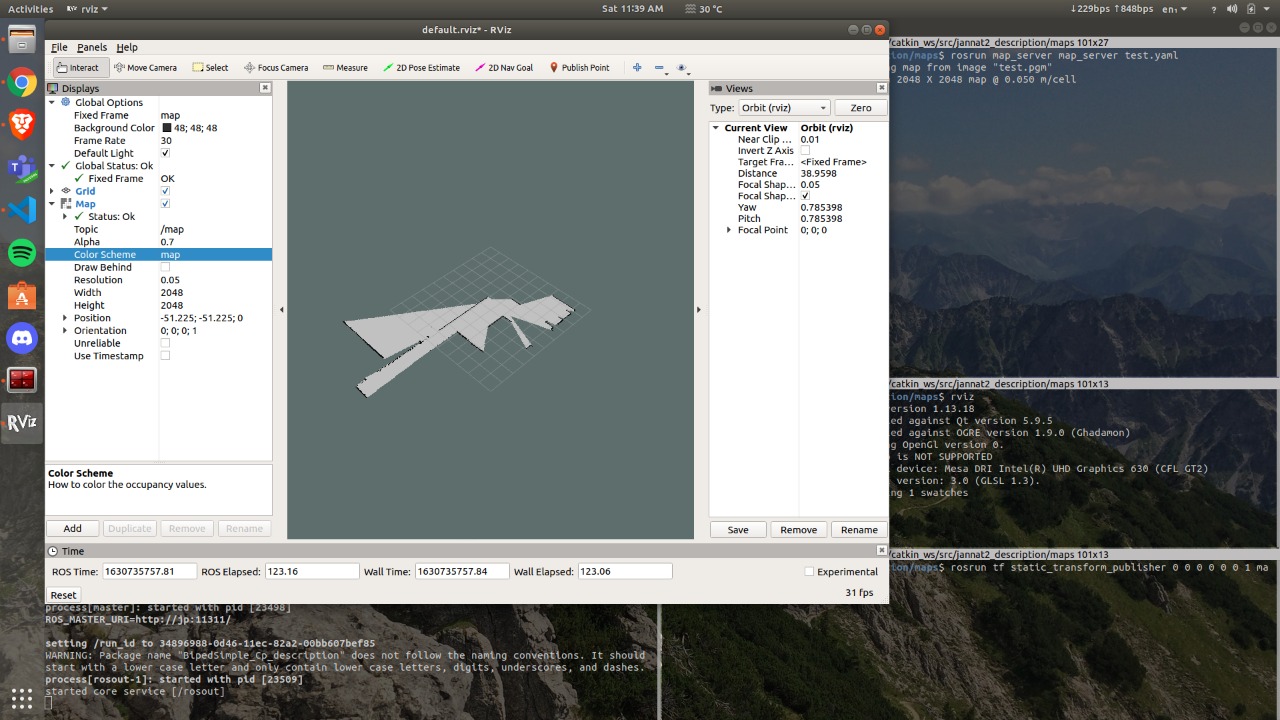 Activities RViz rviz Sat 11:39 AM 30 °C ↓229bps ↑848bps en₁ ?
default.rviz* - RViz
File Panels Help
Interact Move Camera Select Focus Camera Measure 2D Pose Estimate 2D Nav Goal Publish Point
Displays
Global Options
Fixed Frame map
Background Color 48; 48; 48
Frame Rate 30
Default Light ✓
✓ Global Status: Ok
✓ Fixed Frame OK
Grid ✓
Map ✓
✓ Status: Ok
Topic /map
Alpha 0.7
Color Scheme map
Draw Behind
Resolution 0.05
Width 2048
Height 2048
Position -51.225; -51.225; 0
Orientation 0; 0; 0; 1
Unreliable
Use Timestamp
Color Scheme
How to color the occupancy values.
Add Duplicate Remove Rename
Views
Type: Orbit (rviz) Zero
Current View Orbit (rviz)
Near Clip ... 0.01
Invert Z Axis
Target Fra... <Fixed Frame>
Distance 38.9598
Focal Shap... 0.05
Focal Shap... ✓
Yaw 0.785398
Pitch 0.785398
Focal Point 0; 0; 0
Save Remove Rename
Time
ROS Time: 1630735757.81 ROS Elapsed: 123.16 Wall Time: 1630735757.84 Wall Elapsed: 123.06 Experimental
Reset 31 fps
/catkin_ws/src/jannat2_description/maps 101x27
ion/maps$ rosrun map_server map_server test.yaml
g map from image "test.pgm"
2048 X 2048 map @ 0.050 m/cell
/catkin_ws/src/jannat2_description/maps 101x13
ion/maps$ rviz
ersion 1.13.18
ed against Qt version 5.9.5
ed against OGRE version 1.9.0 (Ghadamon)
g OpenGl version 0.
is NOT SUPPORTED
device: Mesa DRI Intel(R) UHD Graphics 630 (CFL GT2)
version: 3.0 (GLSL 1.3).
ng 1 swatches
/catkin_ws/src/jannat2_description/maps 101x13
ion/maps$ rosrun tf static_transform_publisher 0 0 0 0 0 0 1 ma
process[master]: started with pid [23498]
ROS_MASTER_URI=http://jp:11311/
setting /run_id to 34896988-0d46-11ec-82a2-00bb607bef85
WARNING: Package name "BipedSimple_Cp_description" does not follow the naming conventions. It should
start with a lower case letter and only contain lower case letters, digits, underscores, and dashes.
process[rosout-1]: started with pid [23509]
started core service [/rosout]
RViz